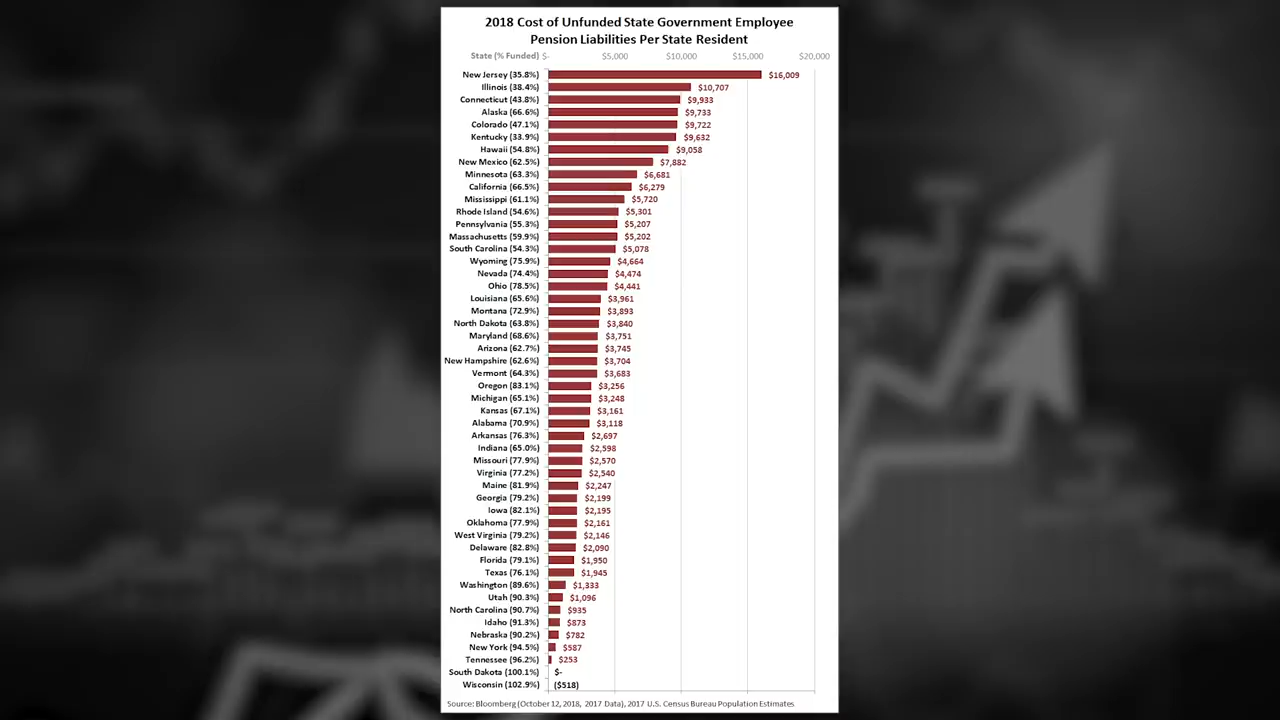 2018 Cost of Unfunded State Government Employee
Pension Liabilities Per State Resident
State (% Funded) $- $5,000 $10,000 $15,000 $20,000
New Jersey (35.8%) $16,009
Illinois (38.4%) $10,707
Connecticut (43.8%) $9,933
Alaska (66.6%) $9,733
Colorado (47.1%) $9,722
Kentucky (33.9%) $9,632
Hawaii (54.8%) $9,058
New Mexico (62.5%) $7,882
Minnesota (63.3%) $6,681
California (66.5%) $6,279
Mississippi (61.1%) $5,720
Rhode Island (54.6%) $5,301
Pennsylvania (55.3%) $5,207
Massachusetts (59.9%) $5,202
South Carolina (54.3%) $5,078
Wyoming (75.9%) $4,664
Nevada (74.4%) $4,474
Ohio (78.5%) $4,441
Louisiana (65.6%) $3,961
Montana (72.9%) $3,893
North Dakota (63.8%) $3,840
Maryland (68.6%) $3,751
Arizona (62.7%) $3,745
New Hampshire (62.6%) $3,704
Vermont (64.3%) $3,683
Oregon (83.1%) $3,256
Michigan (65.1%) $3,248
Kansas (67.1%) $3,161
Alabama (70.9%) $3,118
Arkansas (76.3%) $2,697
Indiana (65.0%) $2,598
Missouri (77.9%) $2,570
Virginia (77.2%) $2,540
Maine (81.9%) $2,247
Georgia (79.2%) $2,199
Iowa (82.1%) $2,195
Oklahoma (77.9%) $2,161
West Virginia (79.2%) $2,146
Delaware (82.8%) $2,090
Florida (79.1%) $1,950
Texas (76.1%) $1,945
Washington (89.6%) $1,333
Utah (90.3%) $1,096
North Carolina (90.7%) $935
Idaho (91.3%) $873
Nebraska (90.2%) $782
New York (94.5%) $587
Tennessee (96.2%) $253
South Dakota (100.1%) $-
Wisconsin (102.9%) ($518)
Source: Bloomberg (October 12, 2018, 2017 Data), 2017 U.S. Census Bureau Population Estimates